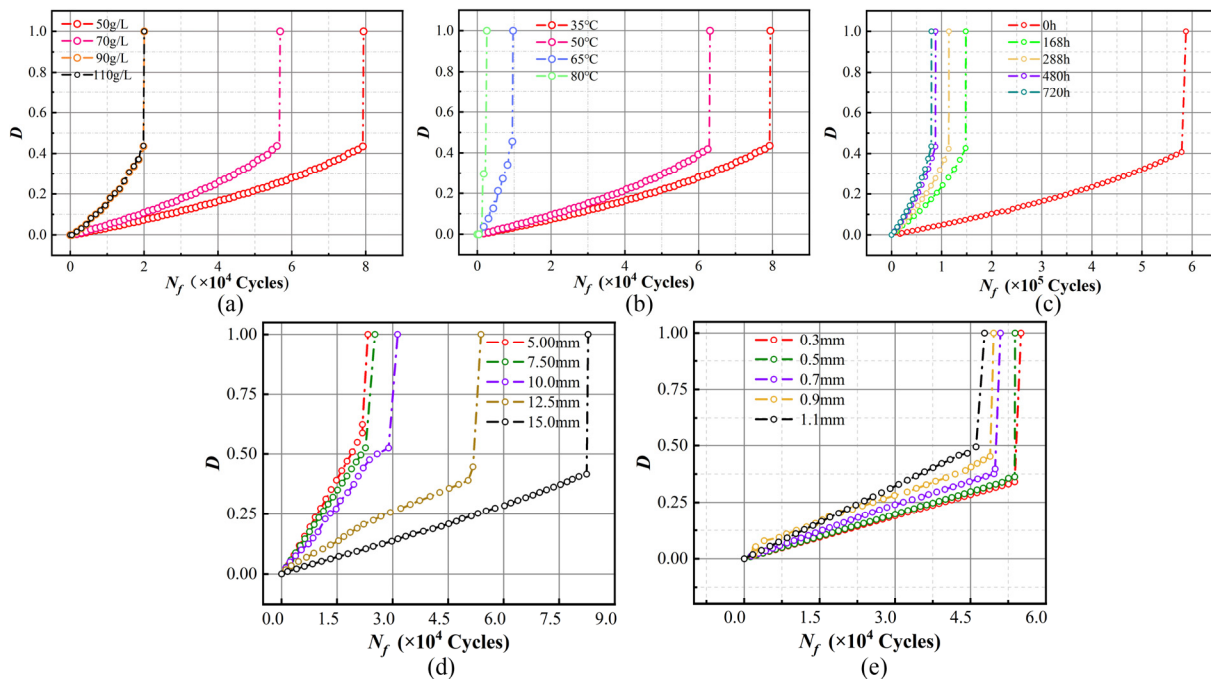 50g/L
70g/L
90g/L
110g/L
1.0
0.8
0.6
0.4
0.2
0.0
D
0 2 4 6 8
N_f (×10⁴ Cycles)
(a)
35℃
50℃
65℃
80℃
1.0
0.8
0.6
0.4
0.2
0.0
D
0 2 4 6 8
N_f (×10⁴ Cycles)
(b)
0h
168h
288h
480h
720h
1.0
0.8
0.6
0.4
0.2
0.0
D
0 1 2 3 4 5 6
N_f (×10⁵ Cycles)
(c)
5.00mm
7.50mm
10.0mm
12.5mm
15.0mm
1.00
0.75
0.50
0.25
0.00
D
0.0 1.5 3.0 4.5 6.0 7.5 9.0
N_f (×10⁴ Cycles)
(d)
0.3mm
0.5mm
0.7mm
0.9mm
1.1mm
1.00
0.75
0.50
0.25
0.00
D
0.0 1.5 3.0 4.5 6.0
N_f (×10⁴ Cycles)
(e)